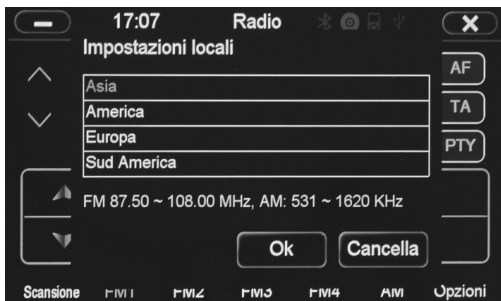 17:07 Radio
Impostazioni locali
AF
Asia
America
TA
Europa
PTY
Sud America
FM 87.50 ~ 108.00 MHz, AM: 531 ~ 1620 KHz
Ok Cancella
Scansione FM1 FM2 FM3 FM4 AM Opzioni